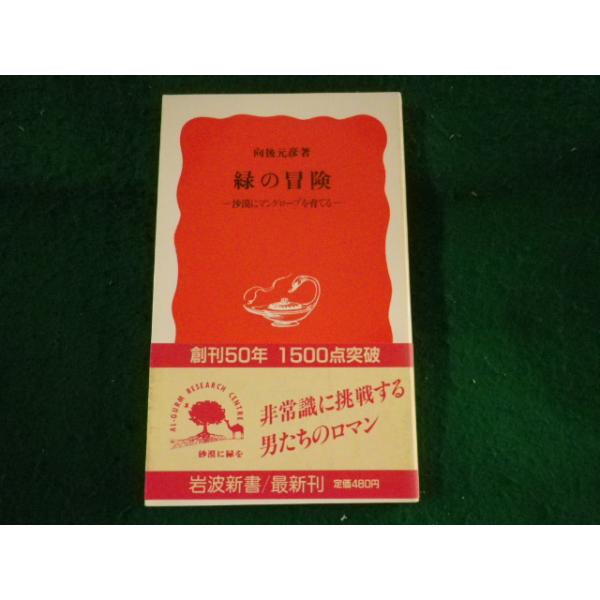 向後元彦著
緑の冒険
―沙漠にマングローブを育てる―
創刊50年 1500点突破
AL-GURM RESEARCH CENTRE
沙漠に緑を
非常識に挑戦する
男たちのロマン
岩波新書/最新刊 定価480円